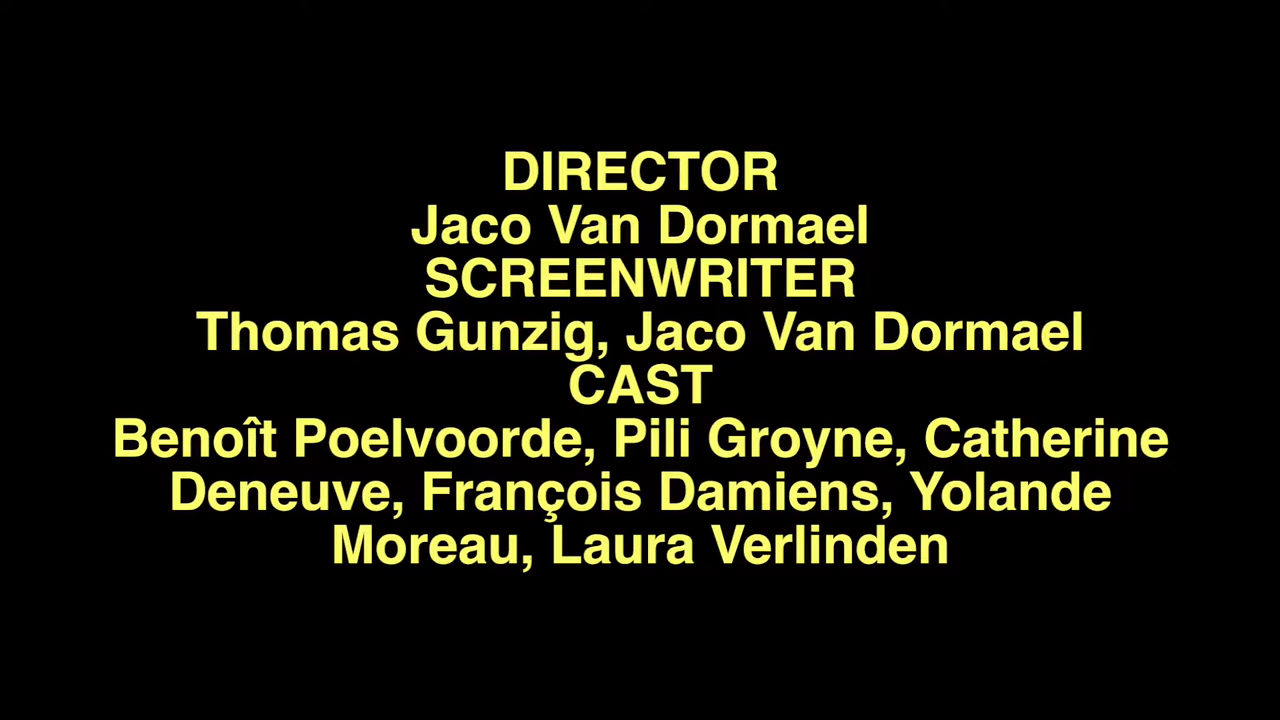 DIRECTOR
Jaco Van Dormael
SCREENWRITER
Thomas Gunzig, Jaco Van Dormael
CAST
Benoît Poelvoorde, Pili Groyne, Catherine
Deneuve, François Damiens, Yolande
Moreau, Laura Verlinden